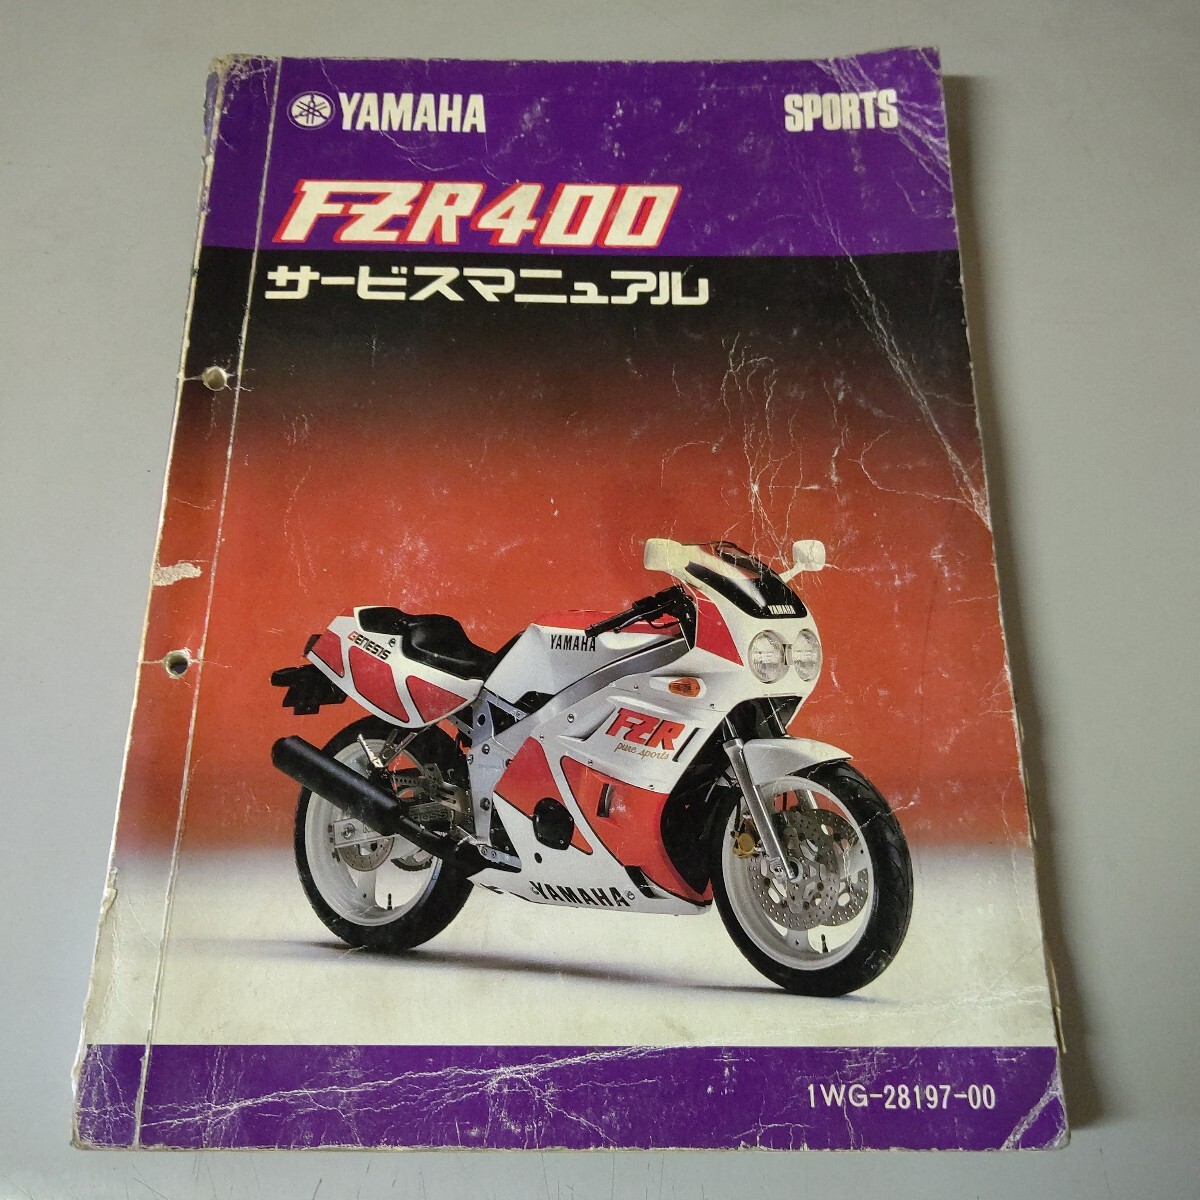 YAMAHA
SPORTS
FZR400
サービスマニュアル
YAMAHA
YAMAHA
GENESIS
FZR
pure sports
YAMAHA
1WG-28197-00